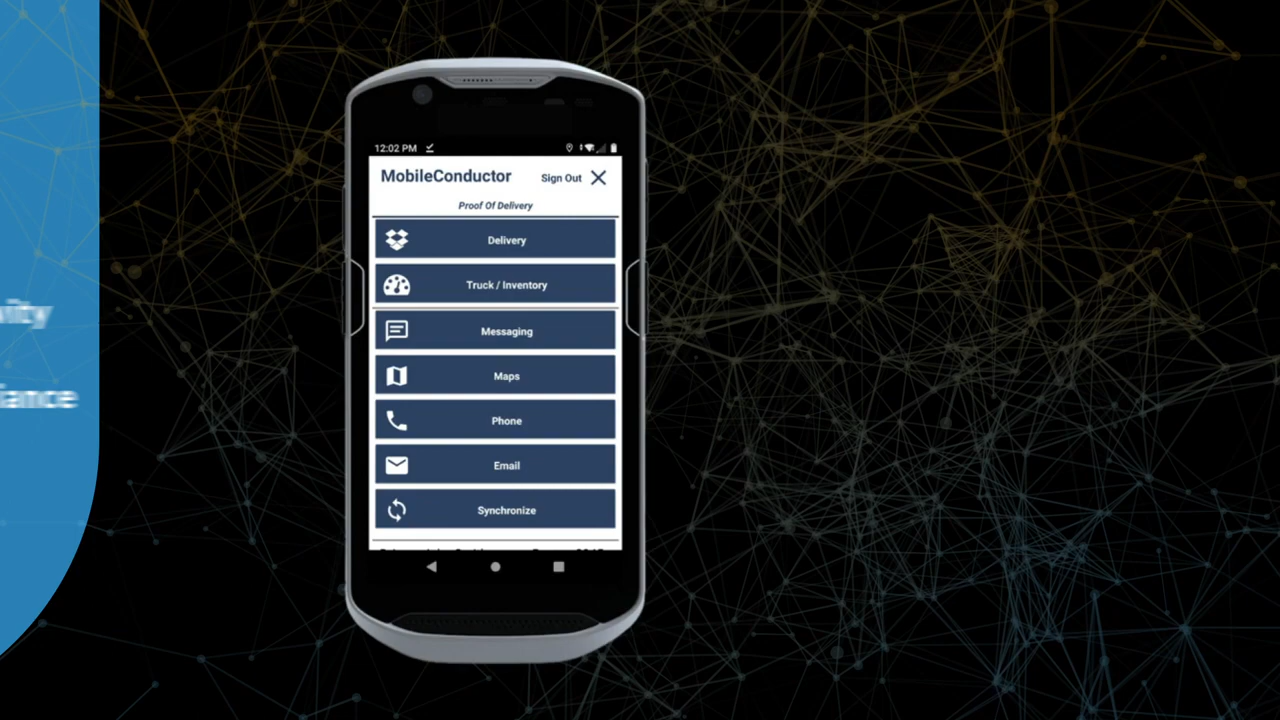 12:02 PM
MobileConductor
Sign Out
Proof Of Delivery
Delivery
Truck / Inventory
Messaging
Maps
Phone
Email
Synchronize